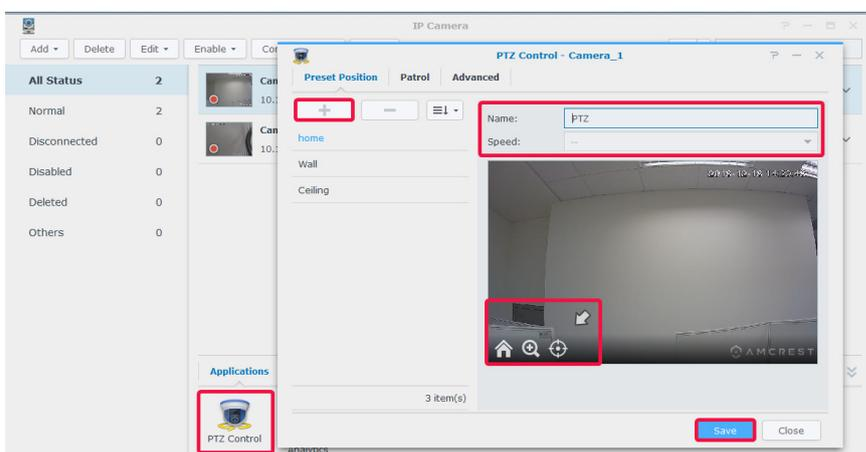 IP Camera
Add
Delete
Edit
Enable
All Status 2
Normal 2
Disconnected 0
Disabled 0
Deleted 0
Others 0
Applications
PTZ Control
PTZ Control - Camera_1
Preset Position
Patrol
Advanced
home
Wall
Ceiling
3 item(s)
Name: PTZ
Speed: --
AMCREST
Save
Close